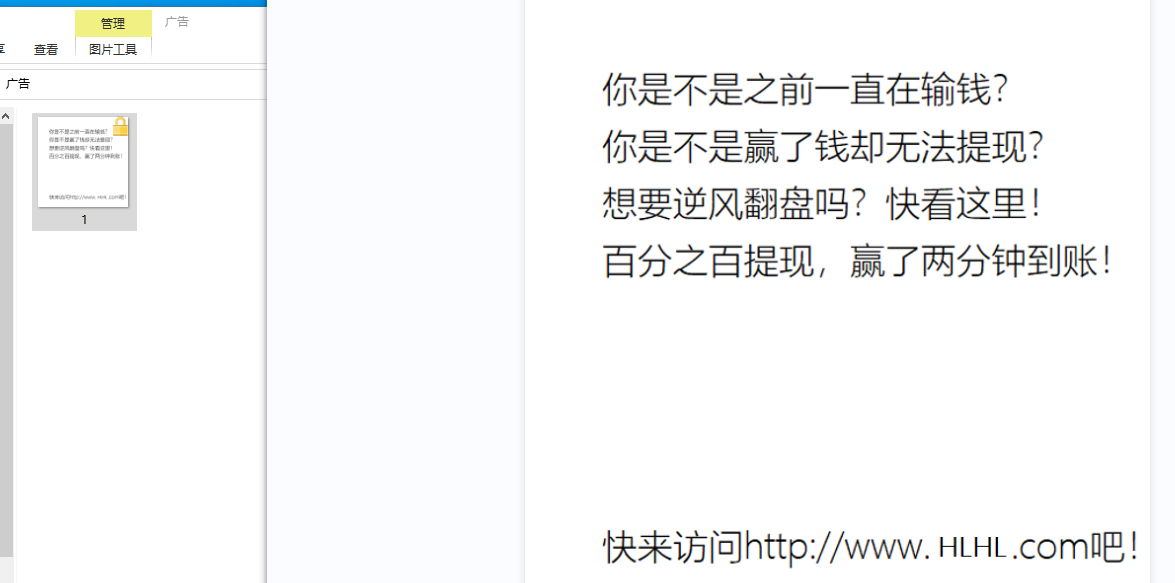 管理
广告
查看
图片工具
广告
你是不是之前一直在输钱?
你是不是赢了钱却无法提现?
想要逆风翻盘吗? 快看这里!
百分之百提现，赢了两分钟到账!
快来访问http://www. HLHL .com吧!
1
你是不是之前一直在输钱?
你是不是赢了钱却无法提现?
想要逆风翻盘吗? 快看这里!
百分之百提现，赢了两分钟到账!
快来访问http://www. HLHL .com吧!